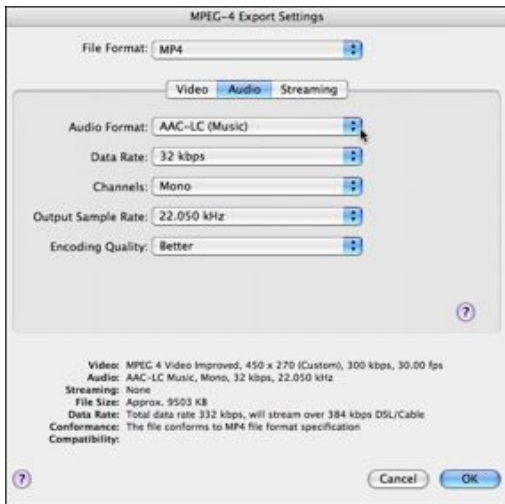 MPEG-4 Export Settings
File Format: MP4
Video Audio Streaming
Audio Format: AAC-LC (Music)
Data Rate: 32 kbps
Channels: Mono
Output Sample Rate: 22.050 kHz
Encoding Quality: Better
?
Video: MPEG 4 Video Improved, 450 x 270 (Custom), 300 kbps, 30.00 fps
Audio: AAC-LC Music, Mono, 32 kbps, 22.050 kHz
Streaming: None
File Size: Approx. 9503 KB
Data Rate: Total data rate 332 kbps, will stream over 384 kbps DSL/Cable
Conformance: The file conforms to MP4 file format specification
Compatibility:
? Cancel OK